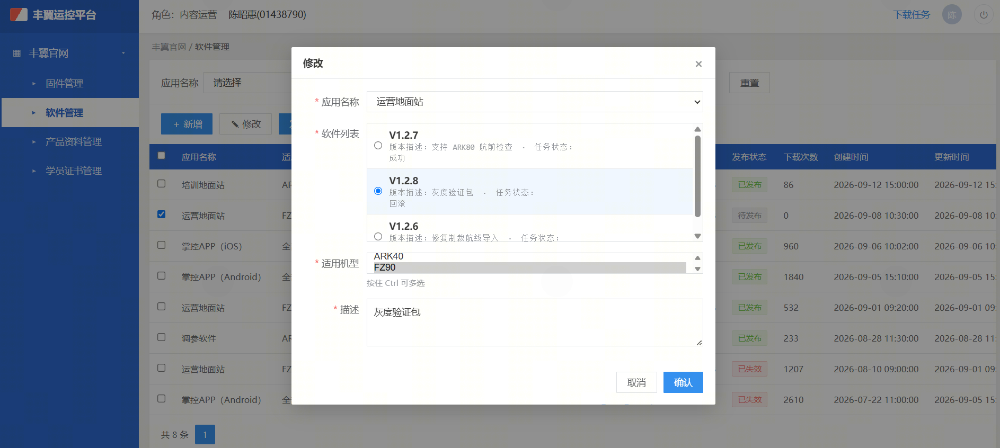 丰翼运控平台
角色：内容运营 陈昭惠(01438790)
下载任务
陈
丰翼官网
固件管理
软件管理
产品资料管理
学员证书管理
丰翼官网 / 软件管理
应用名称 请选择
重置
+ 新增
修改
应用名称
发布状态 下载次数 创建时间 更新时间
培训地面站 已发布 86 2026-09-12 15:00:00 2026-09-12 15:
运营地面站 FZ 待发布 0 2026-09-08 10:30:00 2026-09-08 10:
掌控APP（iOS） 已发布 960 2026-09-06 10:02:00 2026-09-06 10:
掌控APP（Android） 已发布 1840 2026-09-05 15:10:00 2026-09-05 15:
运营地面站 FZ 已发布 532 2026-09-01 09:20:00 2026-09-01 09:
调参软件 已发布 233 2026-08-28 11:30:00 2026-08-28 11:
运营地面站 FZ 已失效 1207 2026-08-10 09:00:00 2026-09-01 09:
掌控APP（Android） 已失效 2610 2026-07-22 11:00:00 2026-09-05 15:
共 8 条 1
修改
×
* 应用名称 运营地面站
* 软件列表
V1.2.7
版本描述：支持 ARK80 航前检查 · 任务状态：
成功
V1.2.8
版本描述：灰度验证包 · 任务状态：
回滚
V1.2.6
版本描述：修复制裁航线导入 · 任务状态：
* 适用机型
ARK40
FZ90
按住 Ctrl 可多选
* 描述
灰度验证包
取消
确认